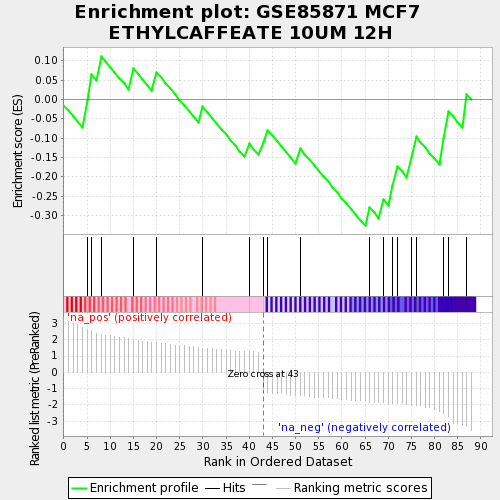 Enrichment plot: GSE85871 MCF7
ETHYLCAFFEATE 10UM 12H
Enrichment score (ES)
0.10
0.05
0.00
-0.05
-0.10
-0.15
-0.20
-0.25
-0.30
'na_pos' (positively correlated)
Ranked list metric (PreRanked)
3
2
1
0
-1
-2
-3
Zero cross at 43
'na_neg' (negatively correlated)
0 5 10 15 20 25 30 35 40 45 50 55 60 65 70 75 80 85 90
Rank in Ordered Dataset
Enrichment profile Hits Ranking metric scores